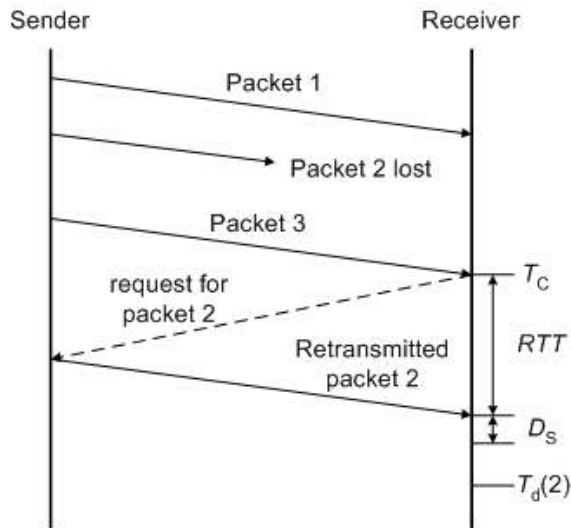 Sender
Receiver
Packet 1
Packet 2 lost
Packet 3
request for
packet 2
T_C
RTT
Retransmitted
packet 2
D_S
T_d(2)